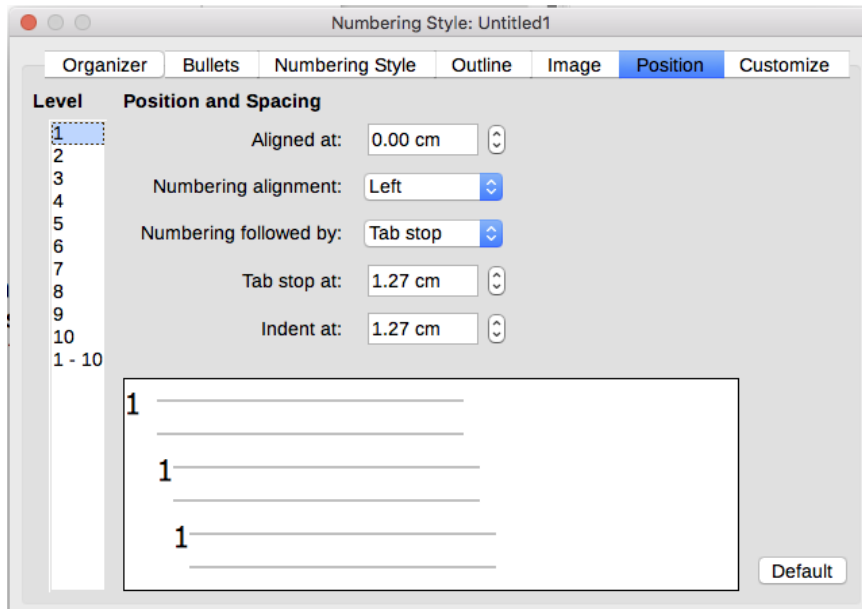 Numbering Style: Untitled1
Organizer Bullets Numbering Style Outline Image Position Customize
Level Position and Spacing
1
2
3
4
5
6
7
8
9
10
1 - 10
Aligned at: 0.00 cm
Numbering alignment: Left
Numbering followed by: Tab stop
Tab stop at: 1.27 cm
Indent at: 1.27 cm
1
1
1
Default